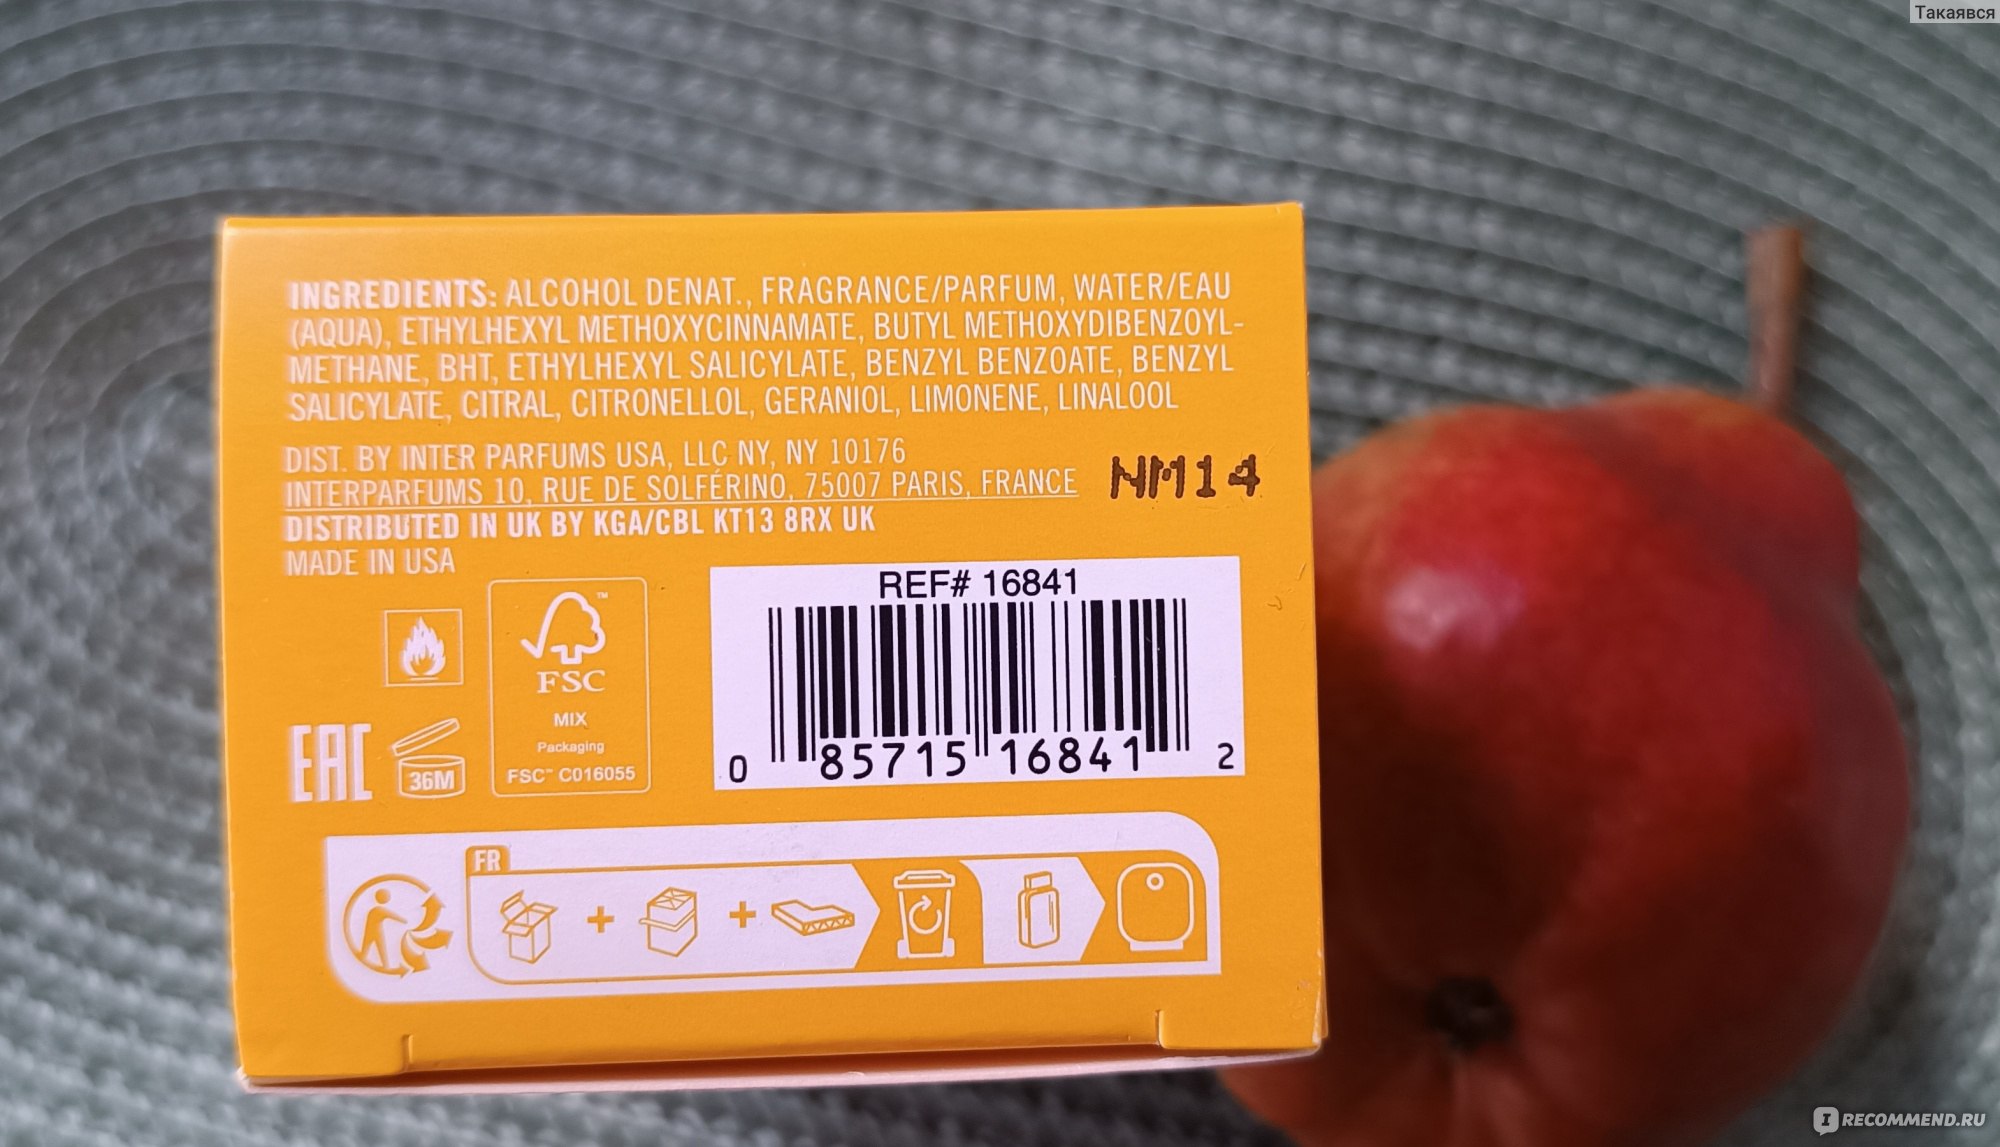 Такаявся
INGREDIENTS: ALCOHOL DENAT., FRAGRANCE/PARFUM, WATER/EAU
(AQUA), ETHYLHEXYL METHOXYCINNAMATE, BUTYL METHOXYDIBENZOYL-
METHANE, BHT, ETHYLHEXYL SALICYLATE, BENZYL BENZOATE, BENZYL
SALICYLATE, CITRAL, CITRONELLOL, GERANIOL, LIMONENE, LINALOOL
DIST. BY INTER PARFUMS USA, LLC NY, NY 10176
INTERPARFUMS 10, RUE DE SOLFÉRINO, 75007 PARIS, FRANCE
NM14
DISTRIBUTED IN UK BY KGA/CBL KT13 8RX UK
MADE IN USA
REF# 16841
0 85715 16841 2
™
FSC
MIX
Packaging
FSC™ C016055
EAC
36M
FR
IRECOMMEND.RU